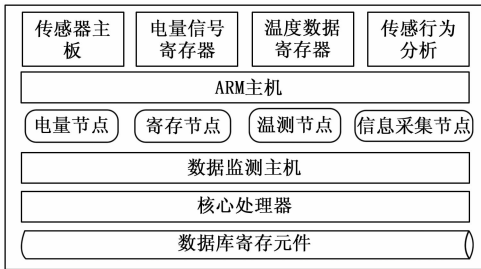 传感器主板
电量信号寄存器
温度数据寄存器
传感行为分析
ARM主机
电量节点
寄存节点
温测节点
信息采集节点
数据监测主机
核心处理器
数据库寄存元件